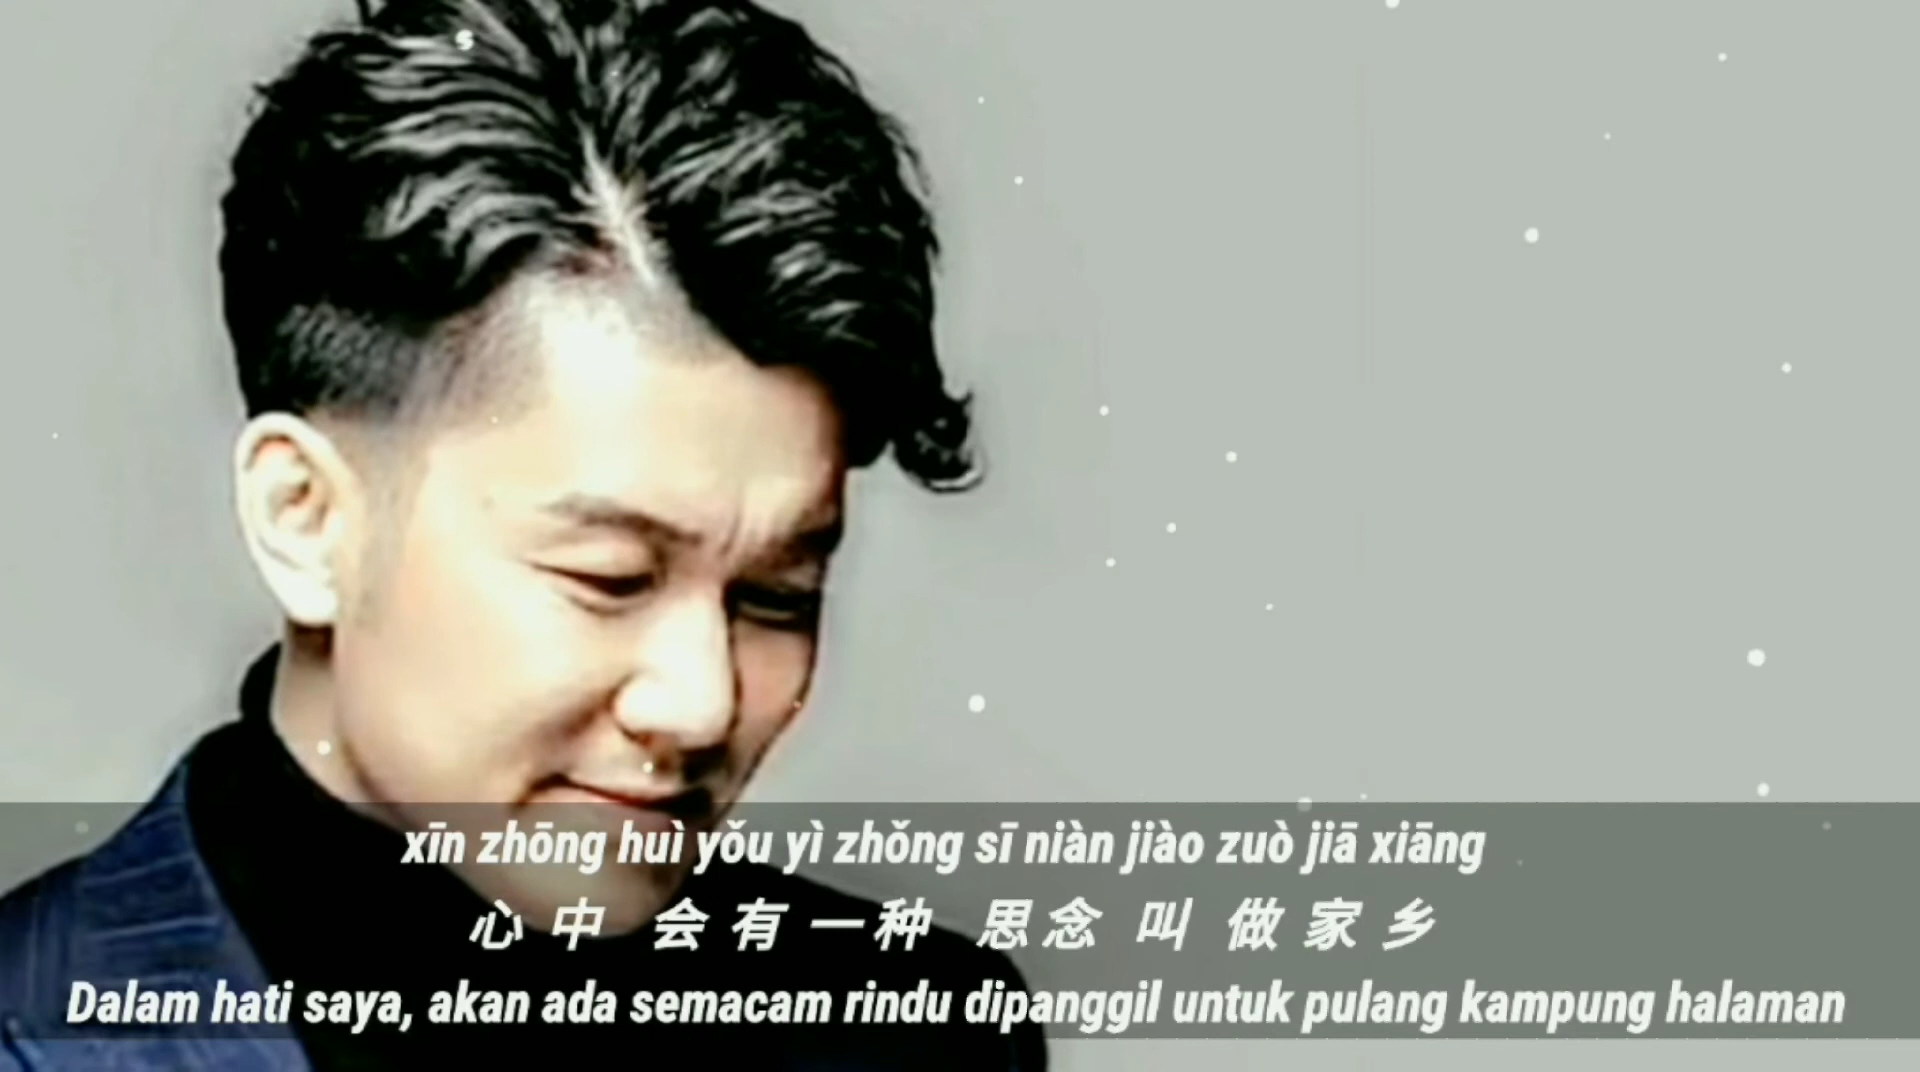 xīn zhōng huì yǒu yì zhǒng sī niàn jiào zuò jiā xiāng
心 中 会 有 一 种 思 念 叫 做 家 乡
Dalam hati saya, akan ada semacam rindu dipanggil untuk pulang kampung halaman